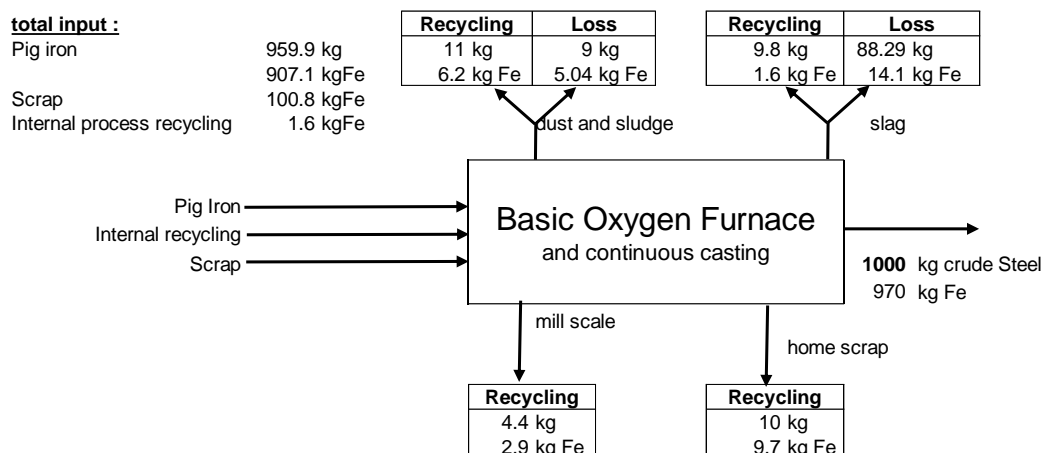 total input :
Pig iron 959.9 kg
907.1 kgFe
Scrap 100.8 kgFe
Internal process recycling 1.6 kgFe
Recycling Loss
11 kg 9 kg
6.2 kg Fe 5.04 kg Fe
dust and sludge
Recycling Loss
9.8 kg 88.29 kg
1.6 kg Fe 14.1 kg Fe
slag
Pig Iron
Internal recycling
Scrap
Basic Oxygen Furnace
and continuous casting
1000 kg crude Steel
970 kg Fe
mill scale
home scrap
Recycling
4.4 kg
2.9 kg Fe
Recycling
10 kg
9.7 kg Fe